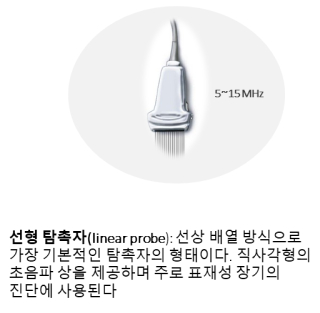 5~15 MHz
선형 탐촉자(linear probe): 선상 배열 방식으로
가장 기본적인 탐촉자의 형태이다. 직사각형의
초음파 상을 제공하며 주로 표재성 장기의
진단에 사용된다